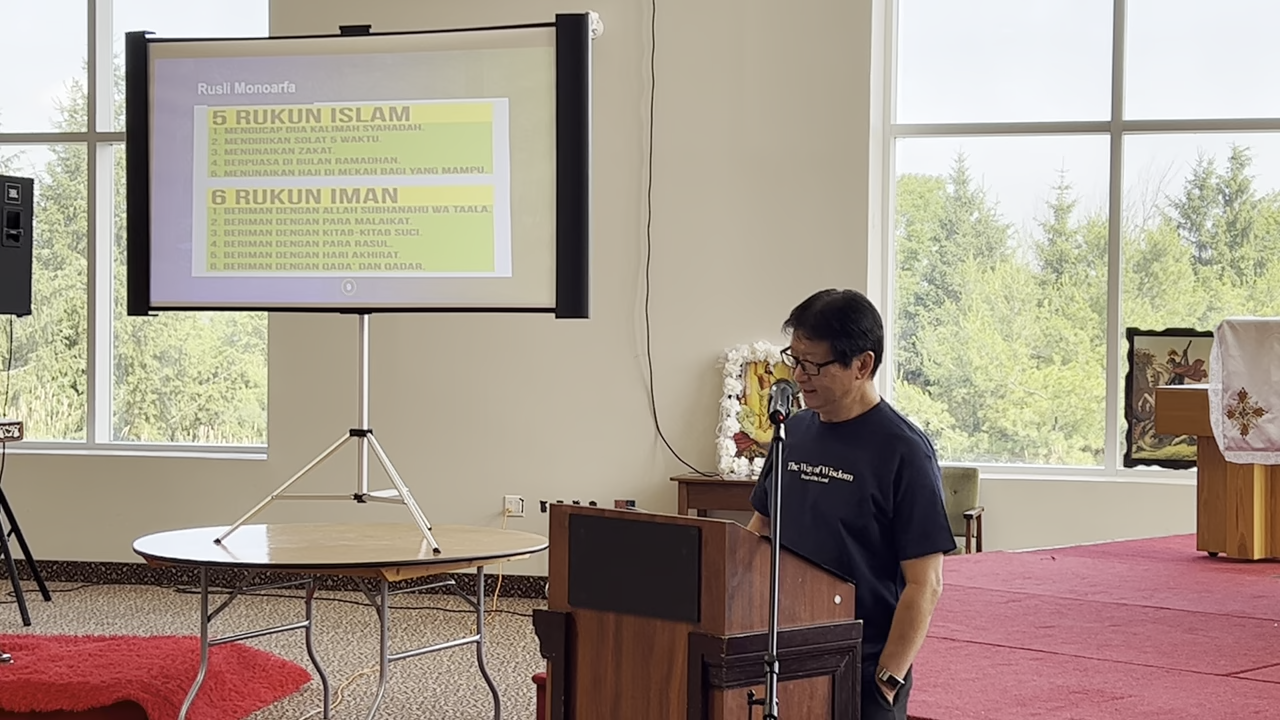 Rusli Monoarfa
5 RUKUN ISLAM
1. MENGUCAP DUA KALIMAH SYAHADAH.
2. MENDIRIKAN SOLAT 5 WAKTU.
3. MENUNAIKAN ZAKAT.
4. BERPUASA DI BULAN RAMADHAN.
5. MENUNAIKAN HAJI DI MEKAH BAGI YANG MAMPU.
6 RUKUN IMAN
1. BERIMAN DENGAN ALLAH SUBHANAHU WA TAALA.
2. BERIMAN DENGAN PARA MALAIKAT.
3. BERIMAN DENGAN KITAB-KITAB SUCI.
4. BERIMAN DENGAN PARA RASUL.
5. BERIMAN DENGAN HARI AKHIRAT.
6. BERIMAN DENGAN QADA' DAN QADAR.
9
The Way of Wisdom
JBL